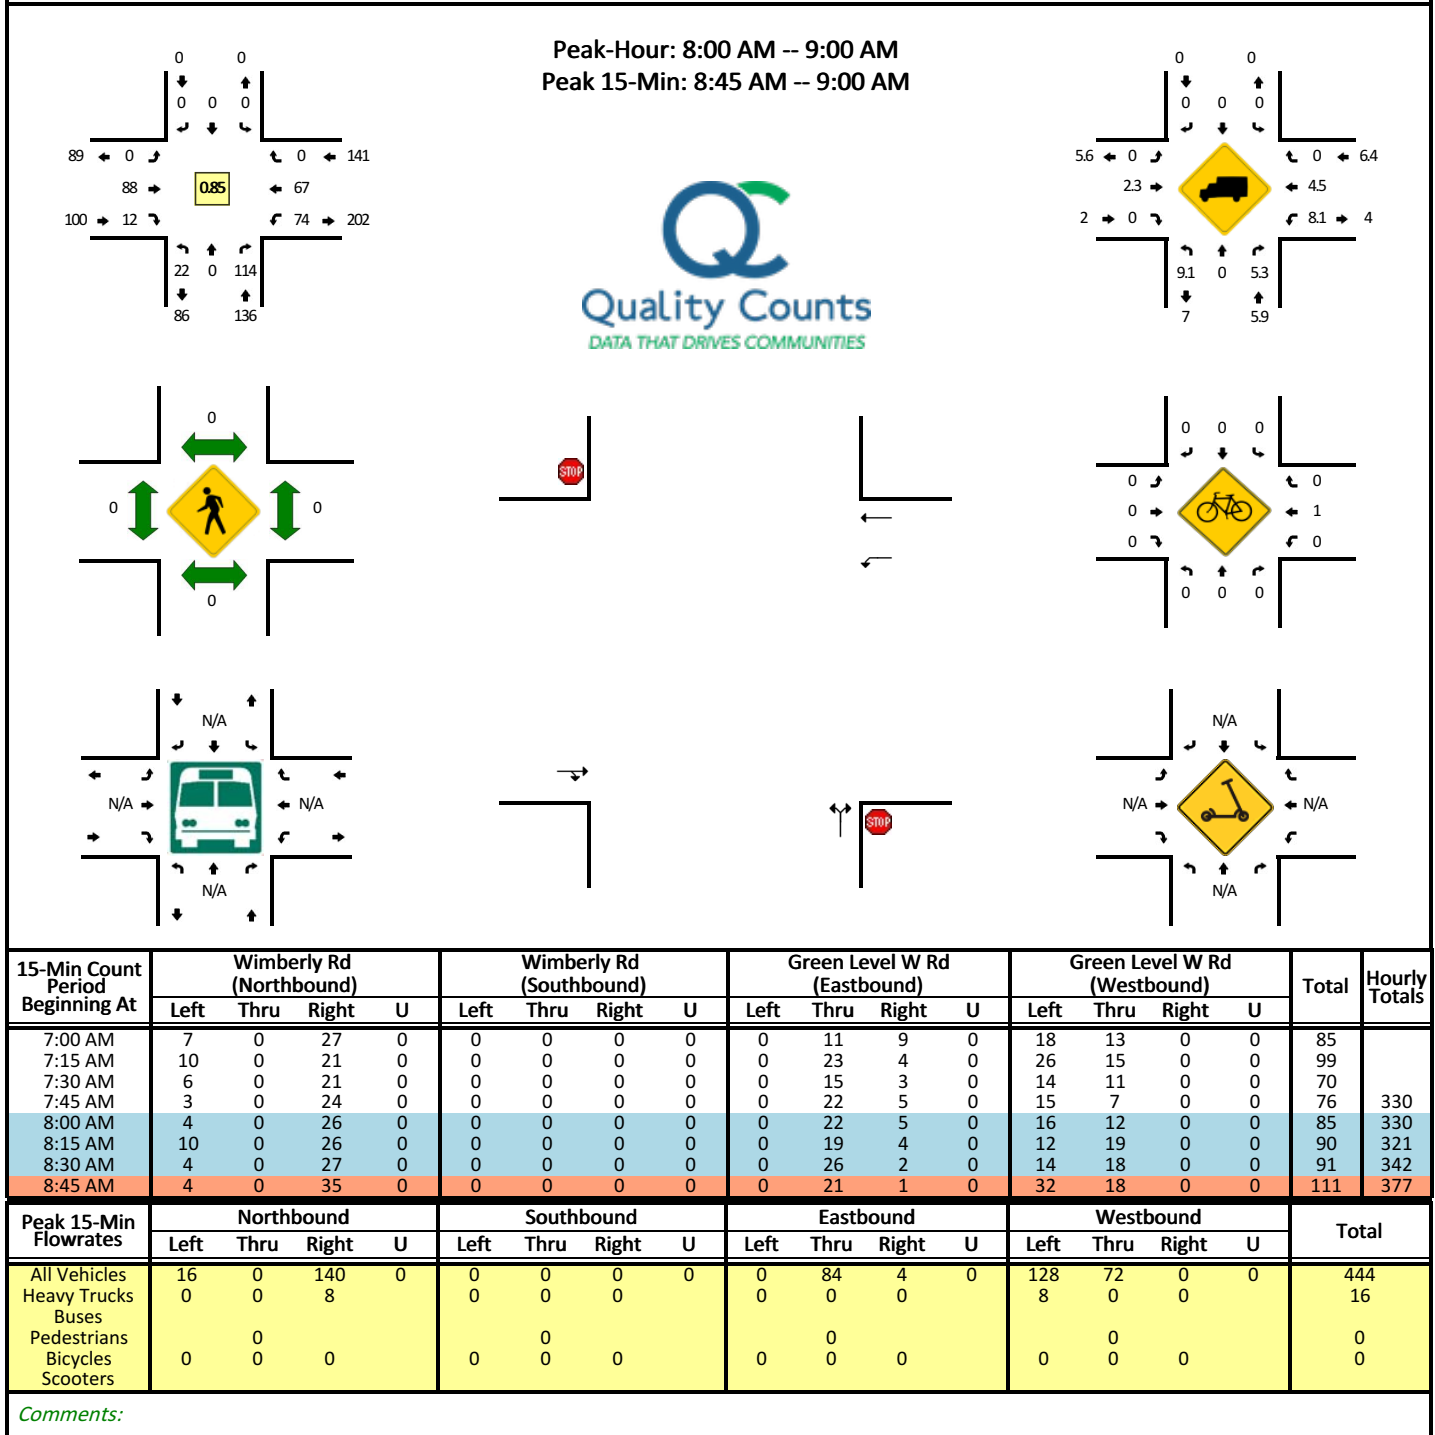 Peak-Hour: 8:00 AM -- 9:00 AM
Peak 15-Min: 8:45 AM -- 9:00 AM
0 0
0 0 0
89 0 0 141
88 0.85 67
100 12 74 202
22 0 114
86 136
QC
Quality Counts
DATA THAT DRIVES COMMUNITIES
0 0
0 0 0
5.6 0 0 6.4
2.3 4.5
2 0 8.1 4
9.1 0 5.3
7 5.9
0
0 0
0
STOP
STOP
0 0 0
0 0
0 1
0 0
0 0 0
N/A
N/A N/A
N/A
N/A
N/A N/A
N/A
15-Min Count Period Beginning At Wimberly Rd (Northbound) Wimberly Rd (Southbound) Green Level W Rd (Eastbound) Green Level W Rd (Westbound) Total Hourly Totals
Left Thru Right U Left Thru Right U Left Thru Right U Left Thru Right U
7:00 AM 7 0 27 0 0 0 0 0 0 11 9 0 18 13 0 0 85
7:15 AM 10 0 21 0 0 0 0 0 0 23 4 0 26 15 0 0 99
7:30 AM 6 0 21 0 0 0 0 0 0 15 3 0 14 11 0 0 70
7:45 AM 3 0 24 0 0 0 0 0 0 22 5 0 15 7 0 0 76 330
8:00 AM 4 0 26 0 0 0 0 0 0 22 5 0 16 12 0 0 85 330
8:15 AM 10 0 26 0 0 0 0 0 0 19 4 0 12 19 0 0 90 321
8:30 AM 4 0 27 0 0 0 0 0 0 26 2 0 14 18 0 0 91 342
8:45 AM 4 0 35 0 0 0 0 0 0 21 1 0 32 18 0 0 111 377
Peak 15-Min Flowrates Northbound Southbound Eastbound Westbound Total
Left Thru Right U Left Thru Right U Left Thru Right U Left Thru Right U
All Vehicles 16 0 140 0 0 0 0 0 0 84 4 0 128 72 0 0 444
Heavy Trucks 0 0 8 0 0 0 0 0 0 8 0 0 16
Buses
Pedestrians 0 0 0 0 0
Bicycles 0 0 0 0 0 0 0 0 0 0 0 0 0
Scooters
Comments: